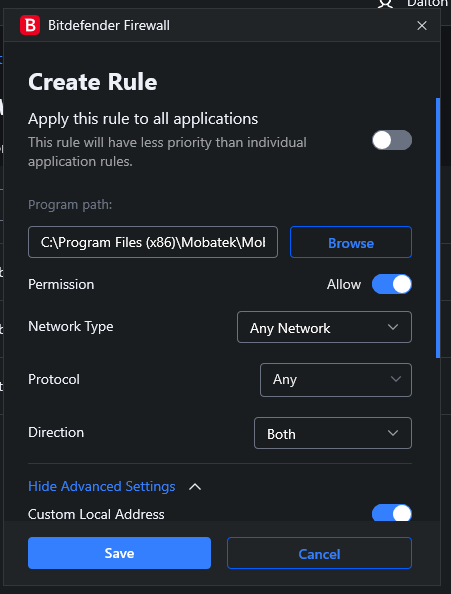 Dalton
B Bitdefender Firewall
Create Rule
Apply this rule to all applications
This rule will have less priority than individual
application rules.
Program path:
C:\Program Files (x86)\Mobatek\Mol
Browse
Permission
Allow
Network Type
Any Network
Protocol
Any
Direction
Both
Hide Advanced Settings
Custom Local Address
Save
Cancel